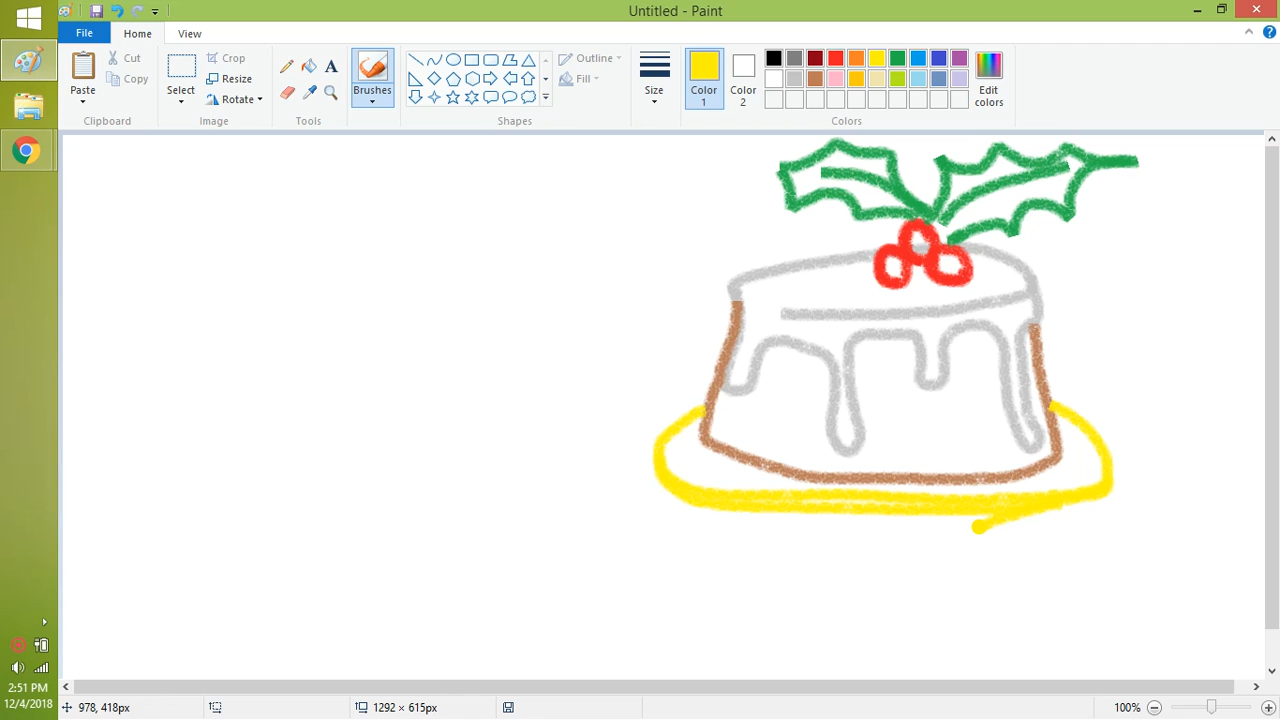 Untitled - Paint
File Home View
Paste
Cut
Copy
Clipboard
Select
Crop
Resize
Rotate
Image
Tools
Brushes
Shapes
Outline
Fill
Size
Color 1
Color 2
Edit colors
Colors
2:51 PM
12/4/2018
978, 418px
1292 × 615px
100%